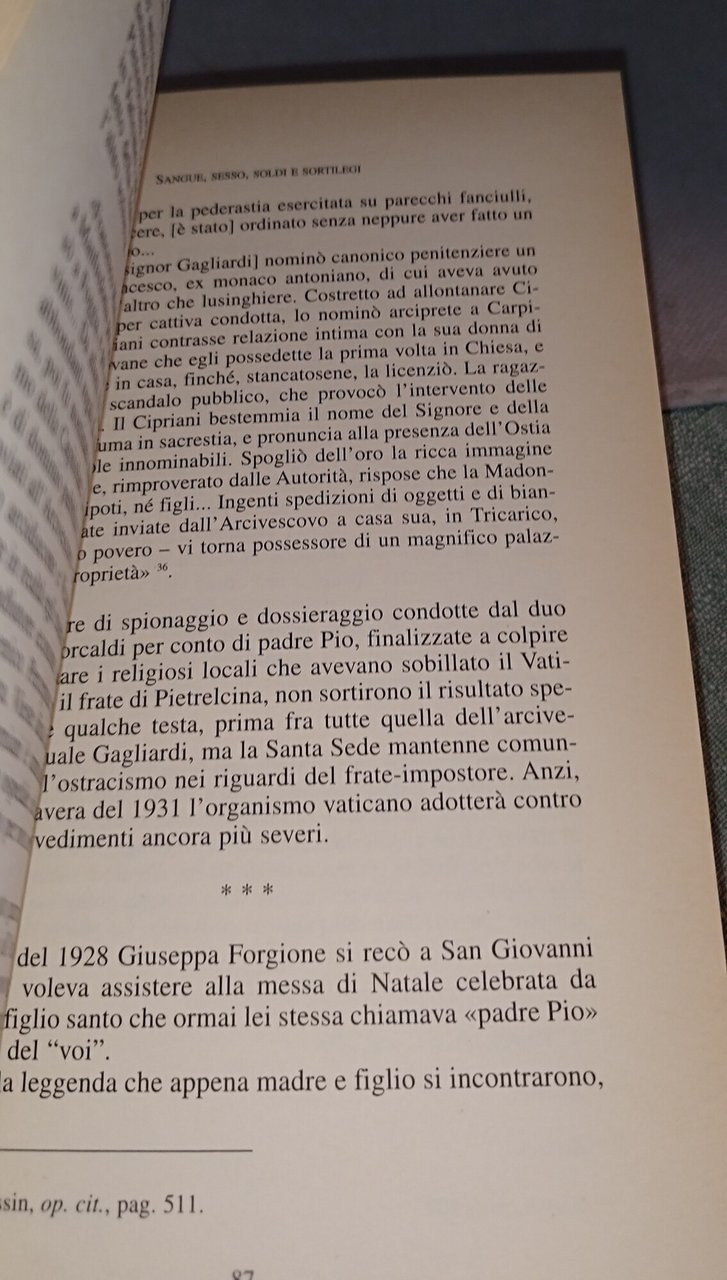 SANGUE, SESSO, SOLDI E SORTILEGI
per la pederastia esercitata su parecchi fanciulli,
ere, [è stato] ordinato senza neppure aver fatto un
o...
signor Gagliardi] nominò canonico penitenziere un
cesco, ex monaco antoniano, di cui aveva avuto
altro che lusinghiere. Costretto ad allontanare Ci-
per cattiva condotta, lo nominò arciprete a Carpi-
iani contrasse relazione intima con la sua donna di
vane che egli possedette la prima volta in Chiesa, e
in casa, finché, stancatosene, la licenziò. La ragaz-
scandalo pubblico, che provocò l'intervento delle
. Il Cipriani bestemmia il nome del Signore e della
uma in sacrestia, e pronuncia alla presenza dell'Ostia
ole innominabili. Spogliò dell'oro la ricca immagine
e, rimproverato dalle Autorità, rispose che la Madon-
ipoti, né figli... Ingenti spedizioni di oggetti e di bian-
ate inviate dall'Arcivescovo a casa sua, in Tricarico,
o povero – vi torna possessore di un magnifico palaz-
roprietà» 36.
re di spionaggio e dossieraggio condotte dal duo
orcaldi per conto di padre Pio, finalizzate a colpire
are i religiosi locali che avevano sobillato il Vati-
il frate di Pietrelcina, non sortirono il risultato spe-
è qualche testa, prima fra tutte quella dell'arcive-
uale Gagliardi, ma la Santa Sede mantenne comun-
l'ostracismo nei riguardi del frate-impostore. Anzi,
avera del 1931 l'organismo vaticano adotterà contro
vedimenti ancora più severi.
* * *
del 1928 Giuseppa Forgione si recò a San Giovanni
voleva assistere alla messa di Natale celebrata da
figlio santo che ormai lei stessa chiamava «padre Pio»
del "voi".
la leggenda che appena madre e figlio si incontrarono,
ssin, op. cit., pag. 511.
87